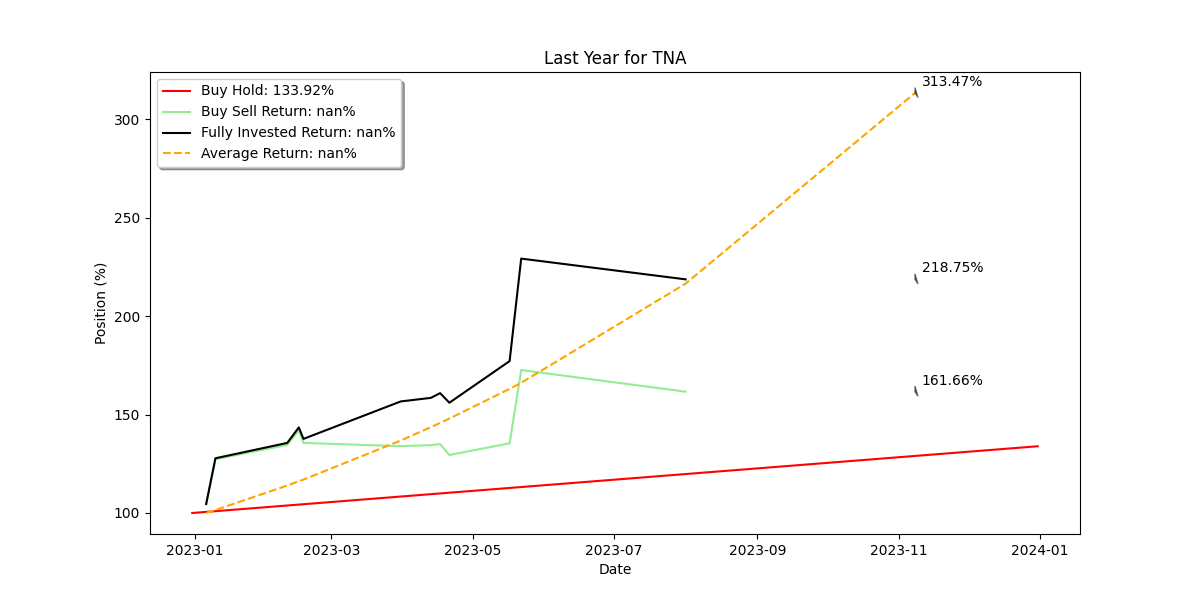 Last Year for TNA
Buy Hold: 133.92%
Buy Sell Return: nan%
Fully Invested Return: nan%
Average Return: nan%
313.47%
218.75%
161.66%
300
250
200
150
100
Position (%)
2023-01 2023-03 2023-05 2023-07 2023-09 2023-11 2024-01
Date